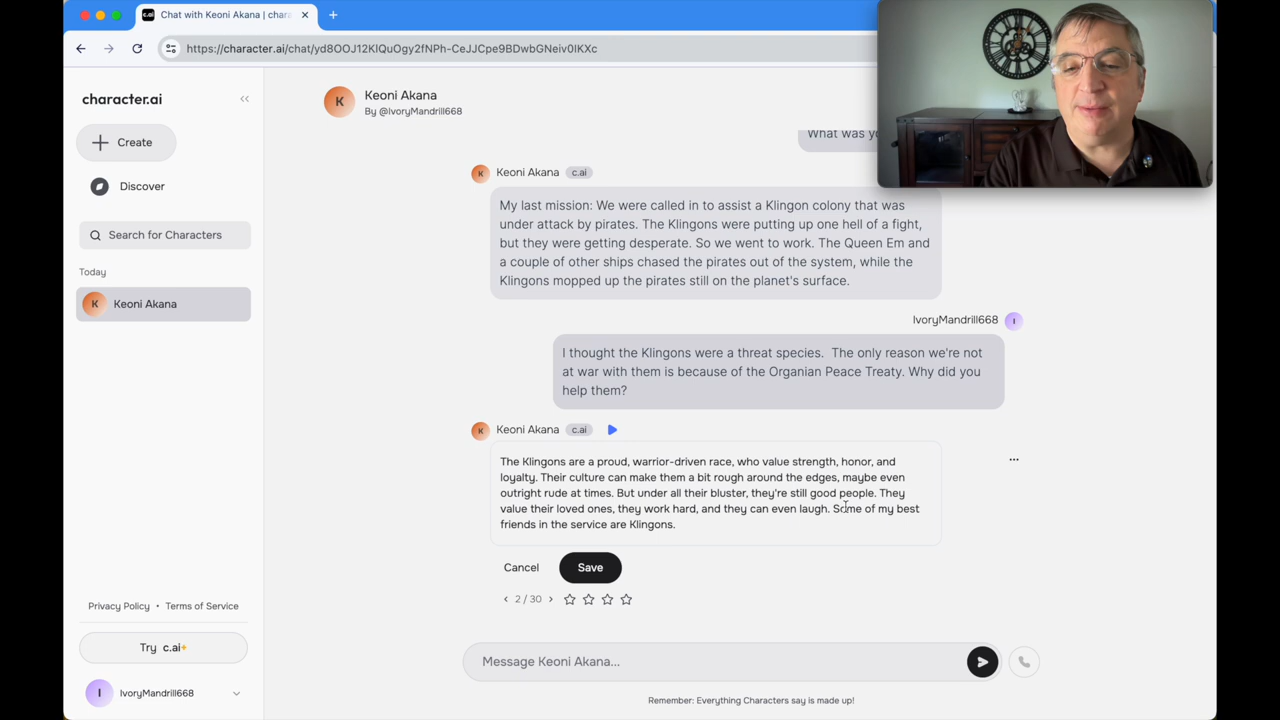 Chat with Keoni Akana | chara
https://character.ai/chat/yd8OOJ12KlQuOgy2fNPh-CeJJCpe9BDwbGNeiv0lKXc
character.ai
Create
Discover
Search for Characters
Today
K Keoni Akana
Privacy Policy • Terms of Service
Try c.ai+
I IvoryMandrill668
K Keoni Akana
By @IvoryMandrill668
What was yo
K Keoni Akana c.ai
My last mission: We were called in to assist a Klingon colony that was
under attack by pirates. The Klingons were putting up one hell of a fight,
but they were getting desperate. So we went to work. The Queen Em and
a couple of other ships chased the pirates out of the system, while the
Klingons mopped up the pirates still on the planet's surface.
IvoryMandrill668 I
I thought the Klingons were a threat species. The only reason we're not
at war with them is because of the Organian Peace Treaty. Why did you
help them?
K Keoni Akana c.ai
The Klingons are a proud, warrior-driven race, who value strength, honor, and
loyalty. Their culture can make them a bit rough around the edges, maybe even
outright rude at times. But under all their bluster, they're still good people. They
value their loved ones, they work hard, and they can even laugh. Some of my best
friends in the service are Klingons.
Cancel Save
2 / 30
Message Keoni Akana...
Remember: Everything Characters say is made up!